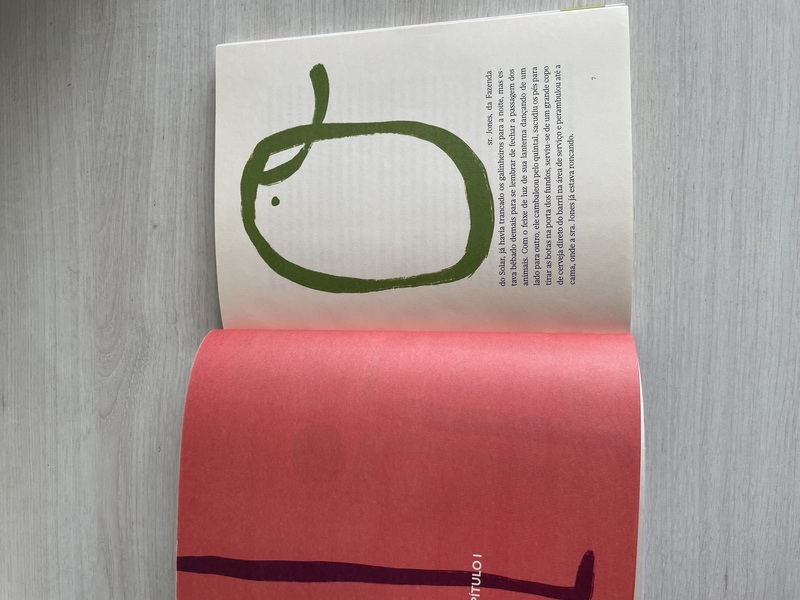 PÍTULO I
O
sr. Jones, da Fazenda
do Solar, já havia trancado os galinheiros para a noite, mas es-
tava bêbado demais para se lembrar de fechar a passagem dos
animais. Com o feixe de luz de sua lanterna dançando de um
lado para outro, ele cambaleou pelo quintal, sacudiu os pés para
tirar as botas na porta dos fundos, serviu-se de um grande copo
de cerveja direto do barril na área de serviço e perambulou até a
cama, onde a sra. Jones já estava roncando.
7